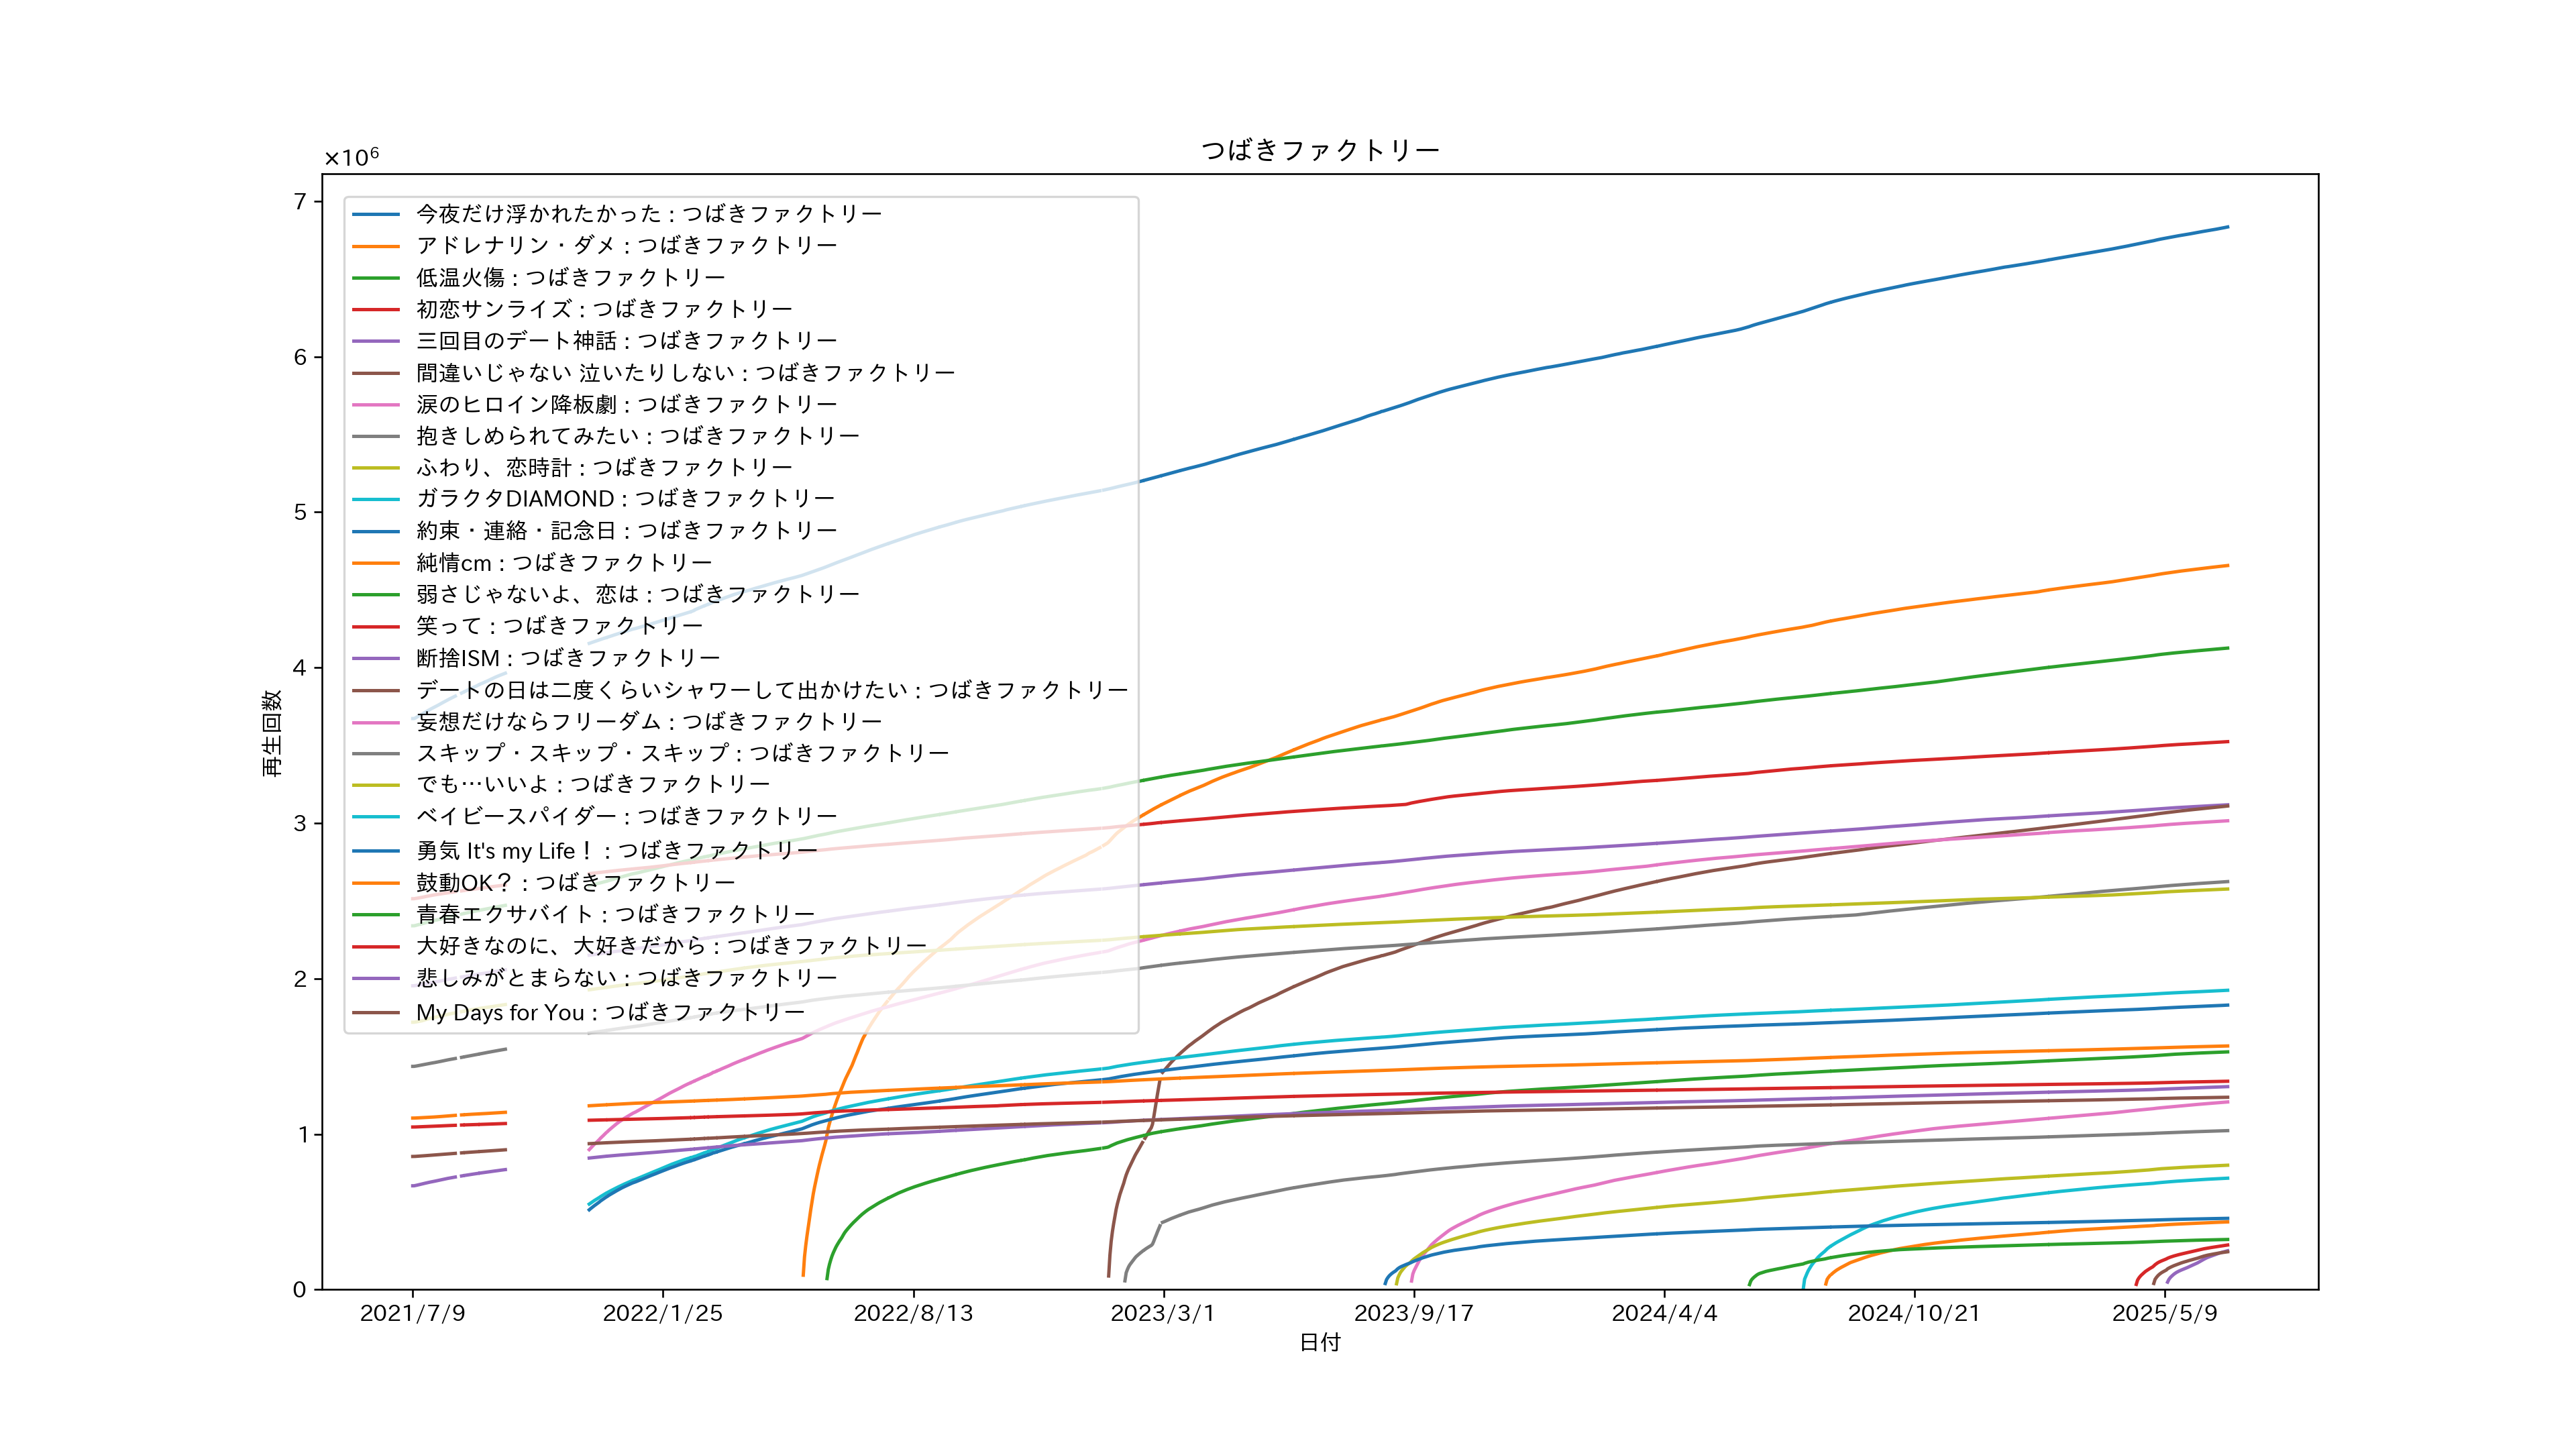 つばきファクトリー
×10⁶
7
6
5
4
3
2
1
0
再生回数
今夜だけ浮かれたかった : つばきファクトリー
アドレナリン・ダメ : つばきファクトリー
低温火傷 : つばきファクトリー
初恋サンライズ : つばきファクトリー
三回目のデート神話 : つばきファクトリー
間違いじゃない 泣いたりしない : つばきファクトリー
涙のヒロイン降板劇 : つばきファクトリー
抱きしめられてみたい : つばきファクトリー
ふわり、恋時計 : つばきファクトリー
ガラクタDIAMOND : つばきファクトリー
約束・連絡・記念日 : つばきファクトリー
純情cm : つばきファクトリー
弱さじゃないよ、恋は : つばきファクトリー
笑って : つばきファクトリー
断捨ISM : つばきファクトリー
デートの日は二度くらいシャワーして出かけたい : つばきファクトリー
妄想だけならフリーダム : つばきファクトリー
スキップ・スキップ・スキップ : つばきファクトリー
でも…いいよ : つばきファクトリー
ベイビースパイダー : つばきファクトリー
勇気 It's my Life！ : つばきファクトリー
鼓動OK？ : つばきファクトリー
青春エクサバイト : つばきファクトリー
大好きなのに、大好きだから : つばきファクトリー
悲しみがとまらない : つばきファクトリー
My Days for You : つばきファクトリー
2021/7/9 2022/1/25 2022/8/13 2023/3/1 2023/9/17 2024/4/4 2024/10/21 2025/5/9
日付